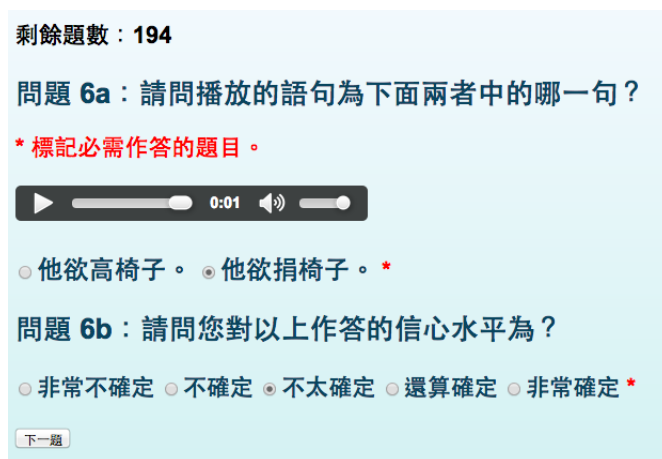 剩餘題數：194
問題 6a：請問播放的語句為下面兩者中的哪一句？
* 標記必需作答的題目。
0:01
他欲高椅子。 他欲捐椅子。 *
問題 6b：請問您對以上作答的信心水平為？
非常不確定 不確定 不太確定 還算確定 非常確定 *
下一題